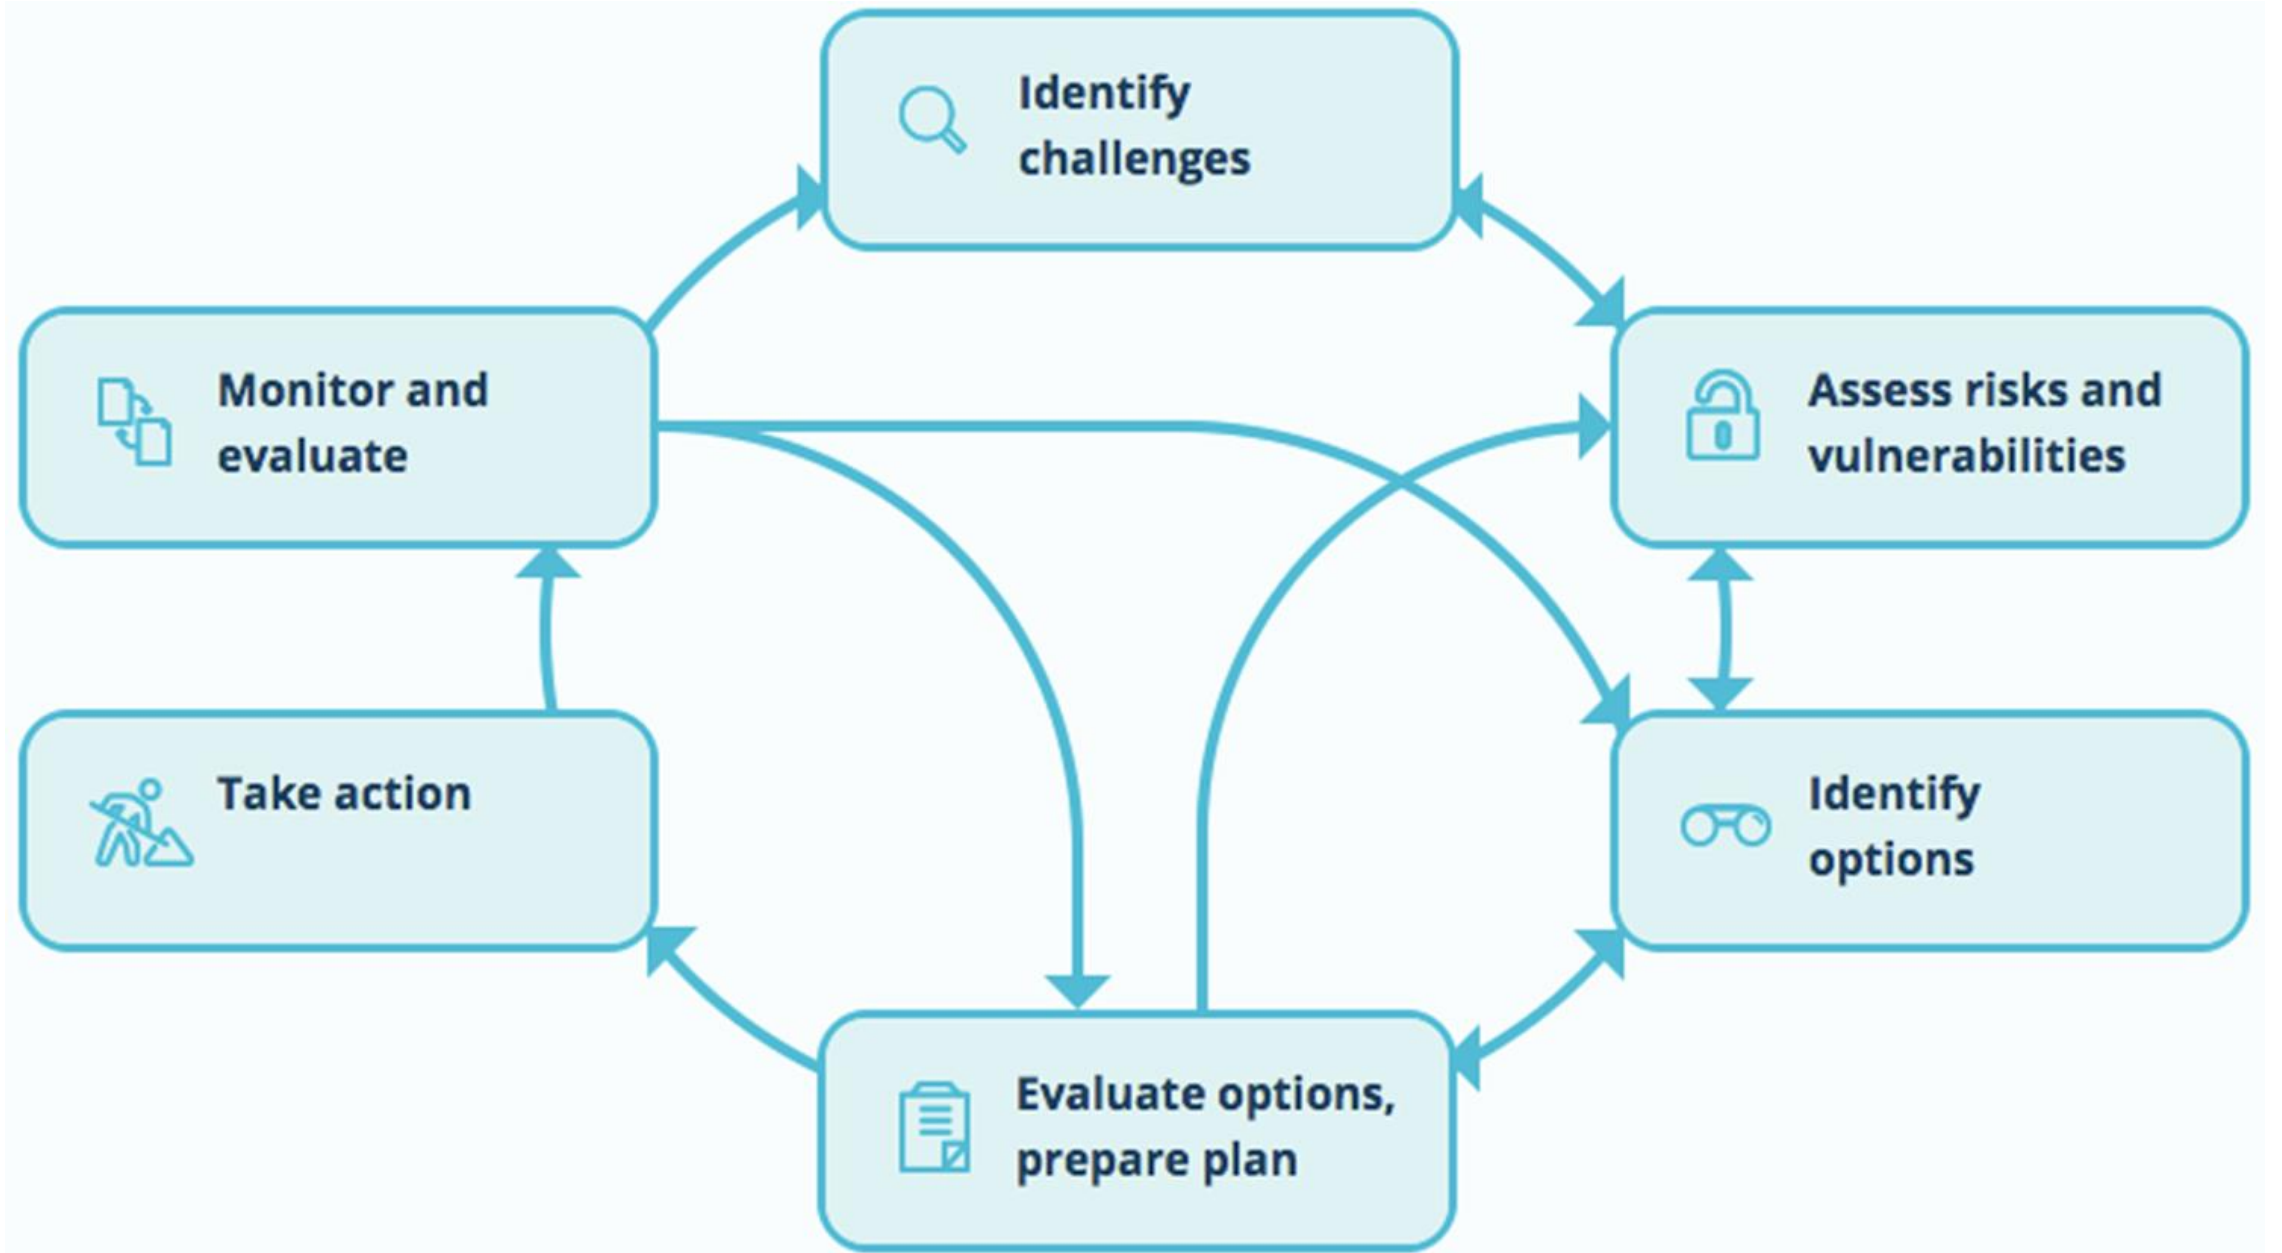 Identify
challenges
Monitor and
evaluate
Assess risks and
vulnerabilities
Take action
Identify
options
Evaluate options,
prepare plan